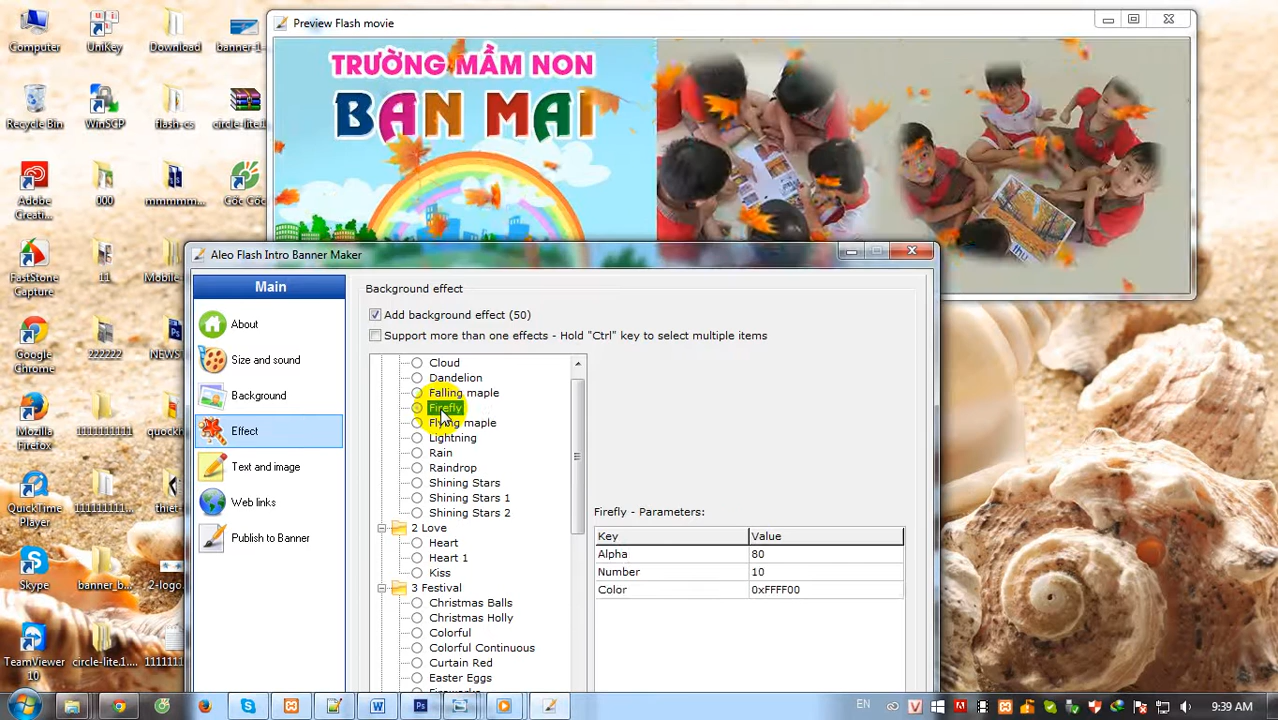 Computer
UniKey
Download
banner-1-
Recycle Bin
WinSCP
flash-cs
circle-lite.1
Adobe
Creati...
000
mmmmm...
Cốc Cốc
FastStone
Capture
11
Mobile
Google
Chrome
222222
NEWS
Mozilla
Firefox
1111111111
quockh
QuickTime
Player
1111111111...
thiet-
Skype
banner_b...
2-logo.
TeamViewer
10
circle-lite.1....
Preview Flash movie
TRƯỜNG MẦM NON
BAN MAI
Aleo Flash Intro Banner Maker
Main
About
Size and sound
Background
Effect
Text and image
Web links
Publish to Banner
Background effect
Add background effect (50)
Support more than one effects - Hold "Ctrl" key to select multiple items
Cloud
Dandelion
Falling maple
Firefly
Flying maple
Lightning
Rain
Raindrop
Shining Stars
Shining Stars 1
Shining Stars 2
2 Love
Heart
Heart 1
Kiss
3 Festival
Christmas Balls
Christmas Holly
Colorful
Colorful Continuous
Curtain Red
Easter Eggs
Firefly - Parameters:
Key Value
Alpha 80
Number 10
Color 0xFFFF00
EN
9:39 AM